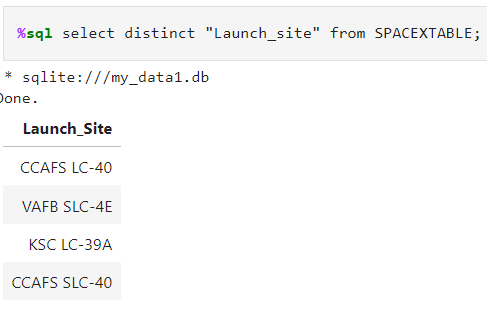 %sql select distinct "Launch_site" from SPACEXTABLE;
* sqlite:///my_data1.db
Done.
Launch_Site
CCAFS LC-40
VAFB SLC-4E
KSC LC-39A
CCAFS SLC-40